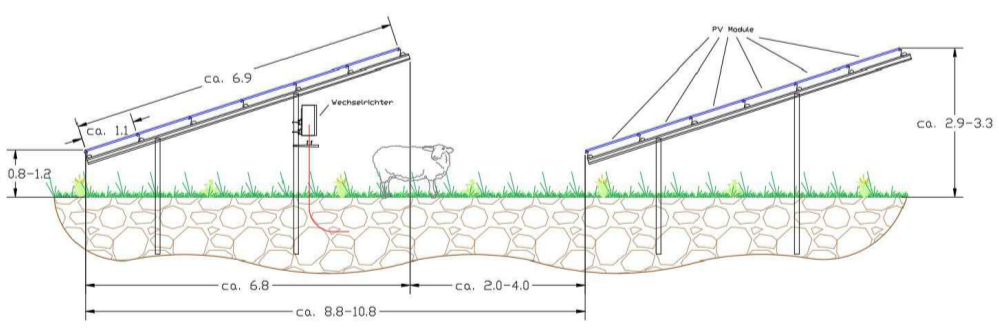 PV Module
ca. 6.9
Wechselrichter
ca. 1.1
ca. 2.9-3.3
0.8-1.2
ca. 6.8
ca. 2.0-4.0
ca. 8.8-10.8